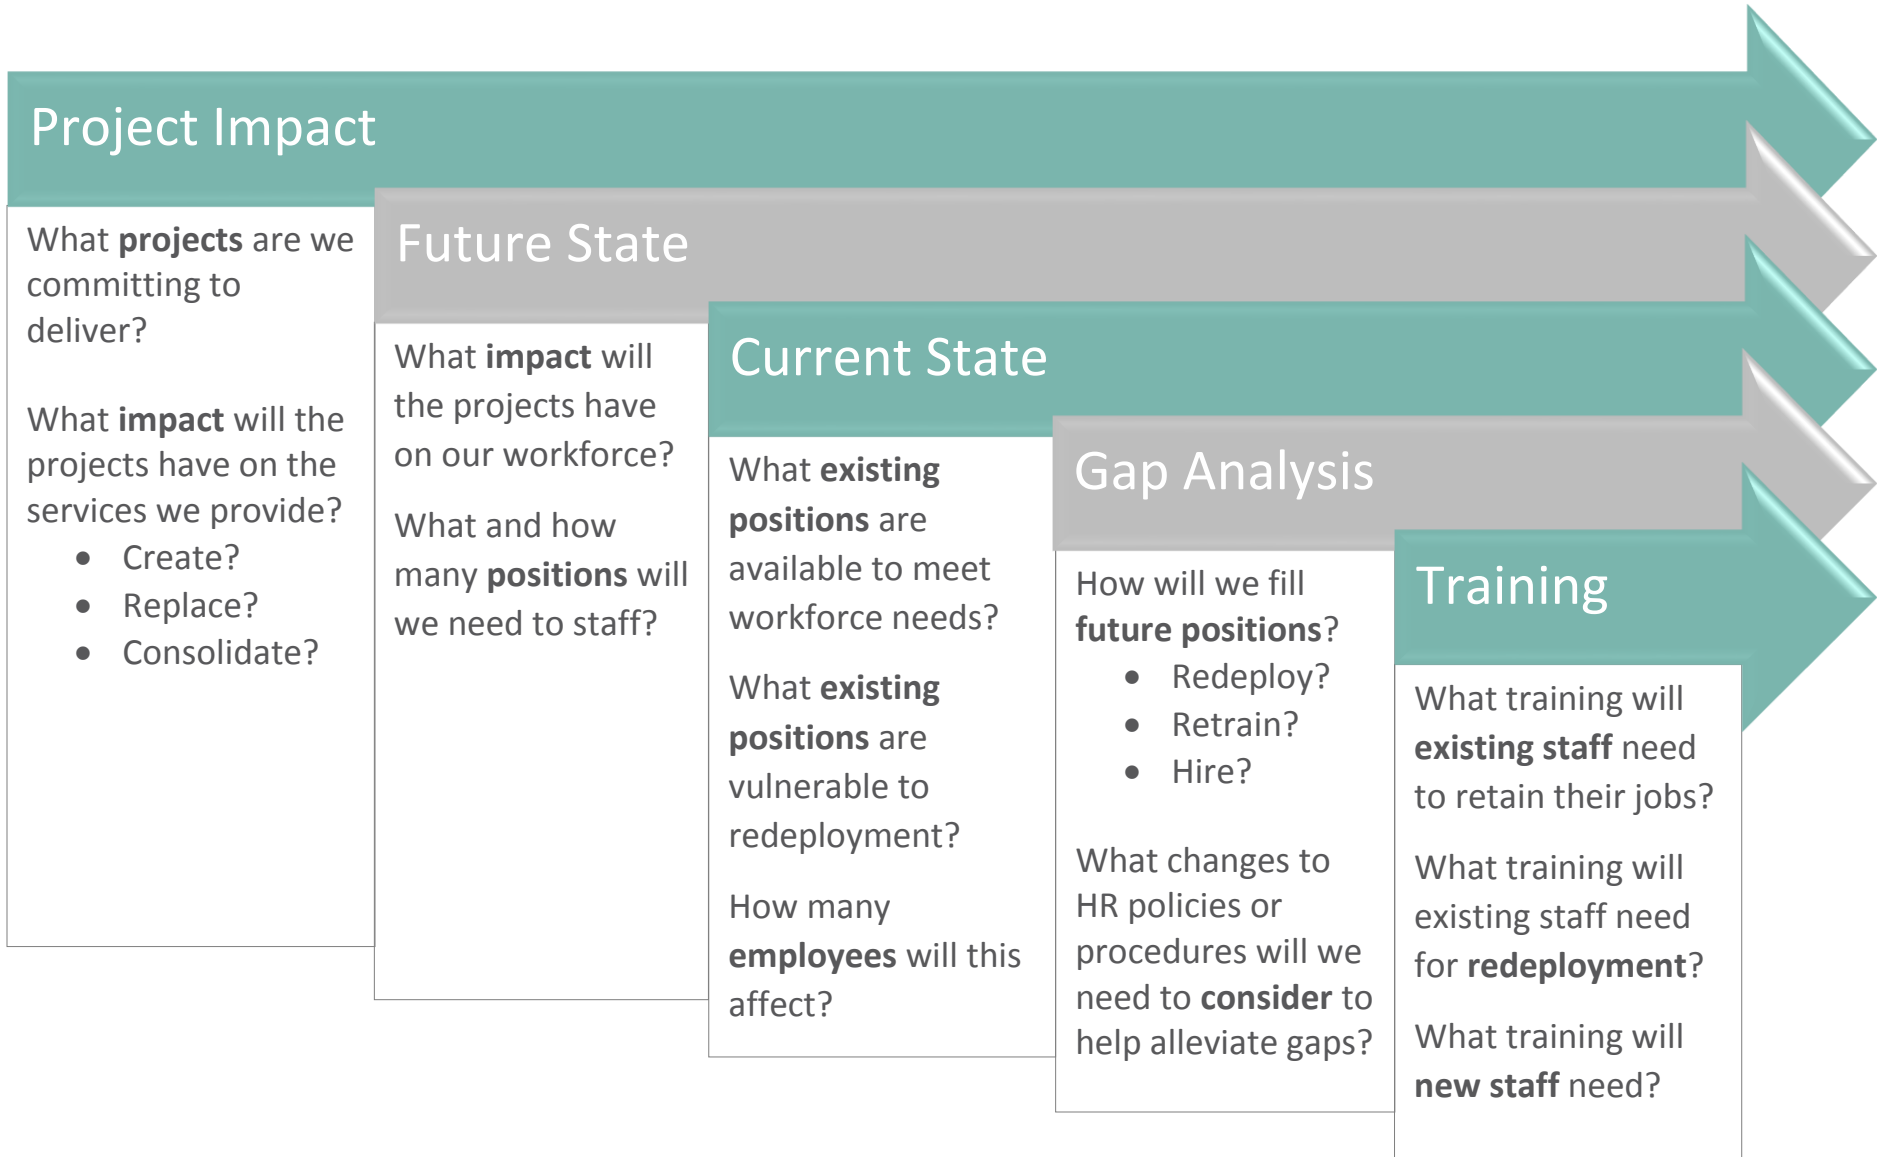 Project Impact
What projects are we
committing to
deliver?
What impact will the
projects have on the
services we provide?
• Create?
• Replace?
• Consolidate?
Future State
What impact will
the projects have
on our workforce?
What and how
many positions will
we need to staff?
Current State
What existing
positions are
available to meet
workforce needs?
What existing
positions are
vulnerable to
redeployment?
How many
employees will this
affect?
Gap Analysis
How will we fill
future positions?
• Redeploy?
• Retrain?
• Hire?
What changes to
HR policies or
procedures will we
need to consider to
help alleviate gaps?
Training
What training will
existing staff need
to retain their jobs?
What training will
existing staff need
for redeployment?
What training will
new staff need?